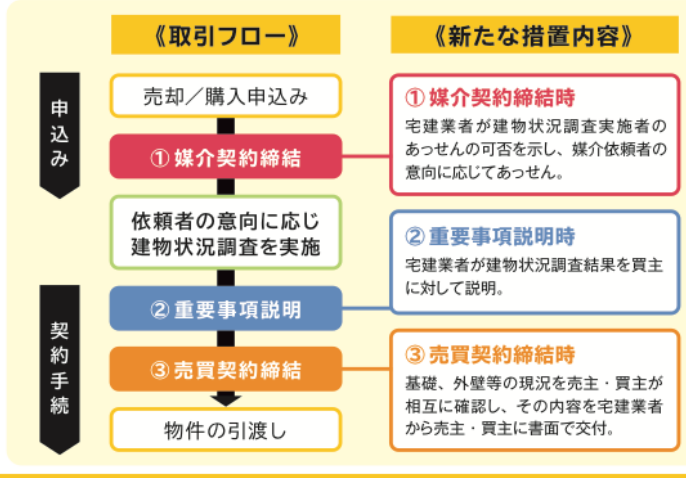 《取引フロー》
《新たな措置内容》
申込み
売却／購入申込み
①媒介契約締結
依頼者の意向に応じ
建物状況調査を実施
契約手続
②重要事項説明
③売買契約締結
物件の引渡し
①媒介契約締結時
宅建業者が建物状況調査実施者の
あっせんの可否を示し、媒介依頼者の
意向に応じてあっせん。
②重要事項説明時
宅建業者が建物状況調査結果を買主
に対して説明。
③売買契約締結時
基礎、外壁等の現況を売主・買主が
相互に確認し、その内容を宅建業者
から売主・買主に書面で交付。